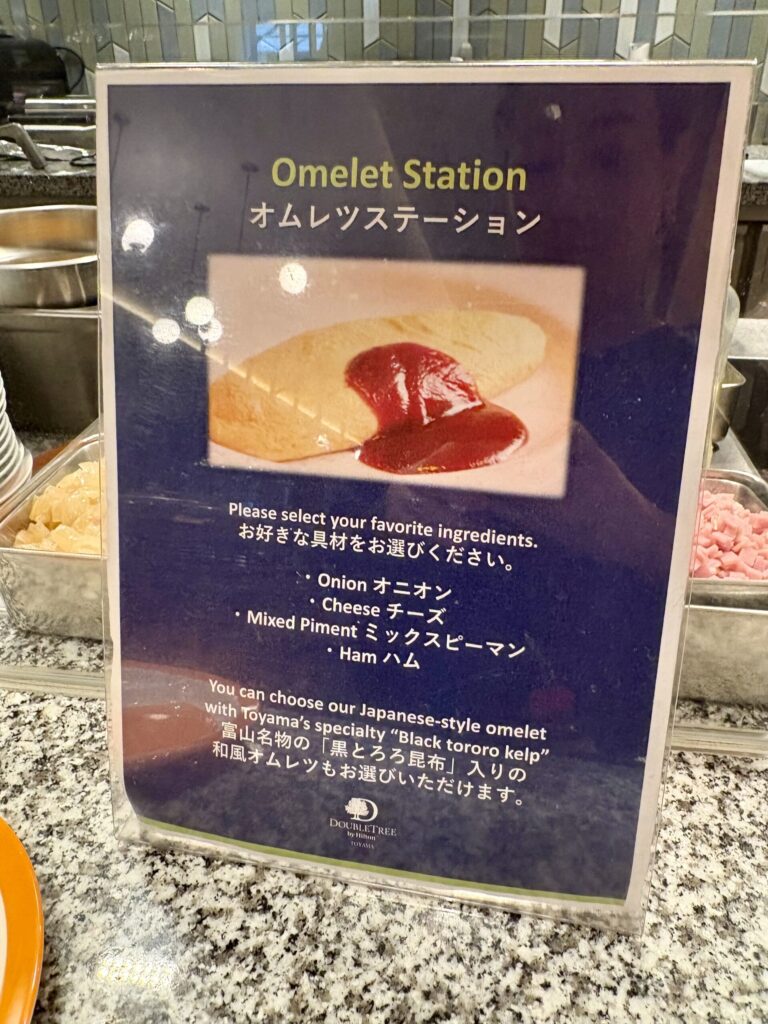 Omelet Station
オムレツステーション
Please select your favorite ingredients.
お好きな具材をお選びください。
・Onion オニオン
・Cheese チーズ
・Mixed Piment ミックスピーマン
・Ham ハム
You can choose our Japanese-style omelet
with Toyama's specialty "Black tororo kelp"
富山名物の「黒とろろ昆布」入りの
和風オムレツもお選びいただけます。
D
DOUBLETREE
by Hilton
TOYAMA